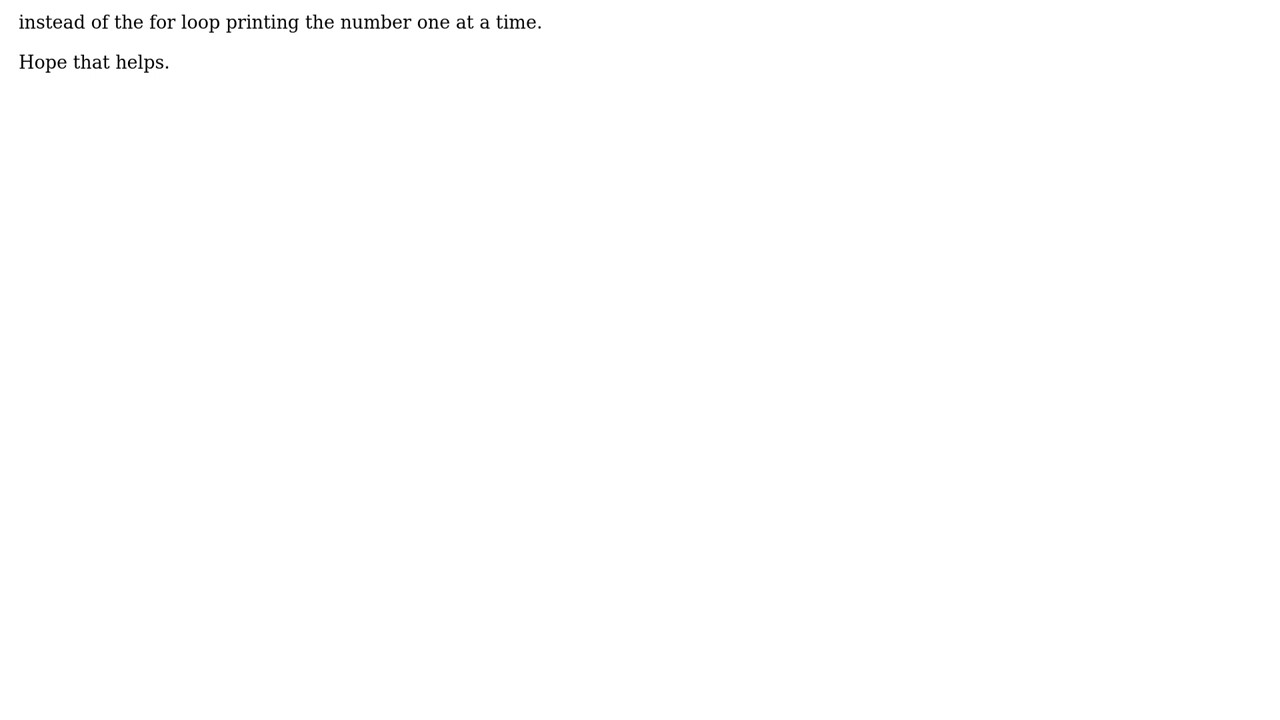 instead of the for loop printing the number one at a time.
Hope that helps.